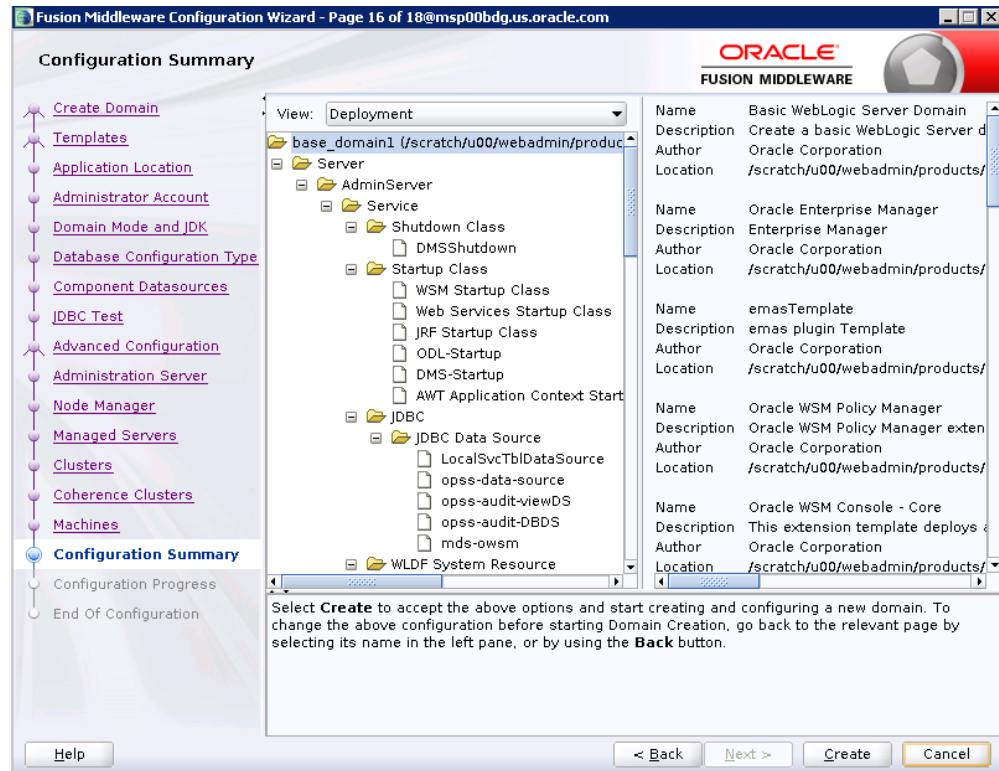 Fusion Middleware Configuration Wizard - Page 16 of 18@msp00bdg.us.oracle.com
Configuration Summary
ORACLE
FUSION MIDDLEWARE
Create Domain
Templates
Application Location
Administrator Account
Domain Mode and JDK
Database Configuration Type
Component Datasources
JDBC Test
Advanced Configuration
Administration Server
Node Manager
Managed Servers
Clusters
Coherence Clusters
Machines
Configuration Summary
Configuration Progress
End Of Configuration
View: Deployment
base_domain1 (/scratch/u00/webadmin/produc
Server
AdminServer
Service
Shutdown Class
DMSShutdown
Startup Class
WSM Startup Class
Web Services Startup Class
JRF Startup Class
ODL-Startup
DMS-Startup
AWT Application Context Start
JDBC
JDBC Data Source
LocalSvcTblDataSource
opss-data-source
opss-audit-viewDS
opss-audit-DBDS
mds-owsm
WLDF System Resource
Name Basic WebLogic Server Domain
Description Create a basic WebLogic Server d
Author Oracle Corporation
Location /scratch/u00/webadmin/products/
Name Oracle Enterprise Manager
Description Enterprise Manager
Author Oracle Corporation
Location /scratch/u00/webadmin/products/
Name emasTemplate
Description emas plugin Template
Author Oracle Corporation
Location /scratch/u00/webadmin/products/
Name Oracle WSM Policy Manager
Description Oracle WSM Policy Manager exten
Author Oracle Corporation
Location /scratch/u00/webadmin/products/
Name Oracle WSM Console - Core
Description This extension template deploys
Author Oracle Corporation
Location /scratch/u00/webadmin/products/
Select Create to accept the above options and start creating and configuring a new domain. To
change the above configuration before starting Domain Creation, go back to the relevant page by
selecting its name in the left pane, or by using the Back button.
Help
< Back
Next >
Create
Cancel